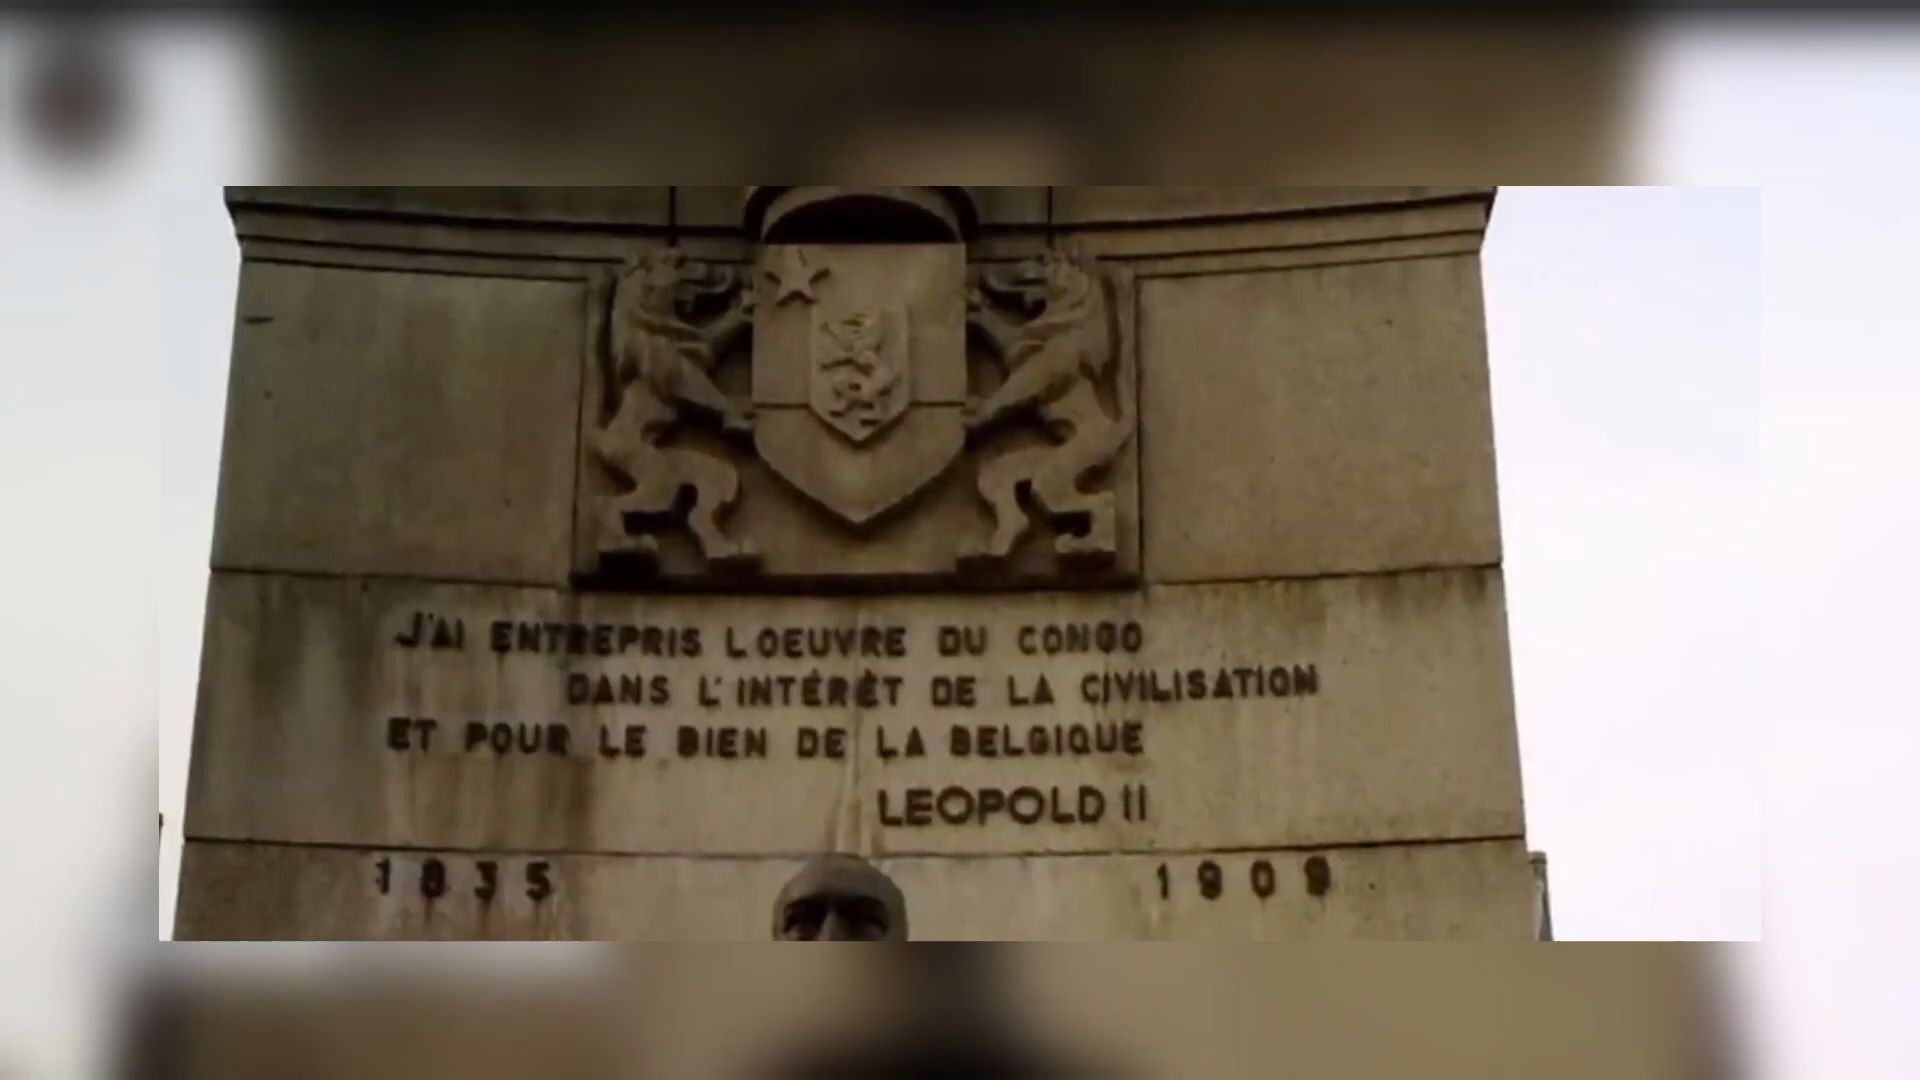 J'AI ENTREPRIS L'OEUVRE DU CONGO
DANS L'INTÉRÊT DE LA CIVILISATION
ET POUR LE BIEN DE LA BELGIQUE
LEOPOLD II
1835 1909